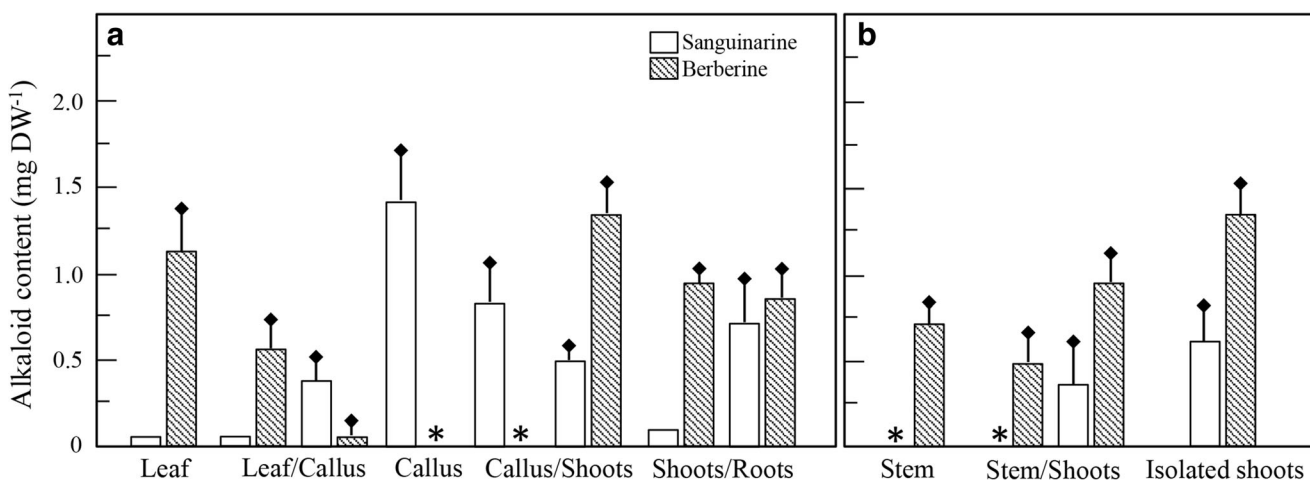 a
Sanguinarine
Berberine
b
Alkaloid content (mg DW-1)
2.0
1.5
1.0
0.5
0
*
*
*
*
Leaf
Leaf/Callus
Callus
Callus/Shoots
Shoots/Roots
Stem
Stem/Shoots
Isolated shoots